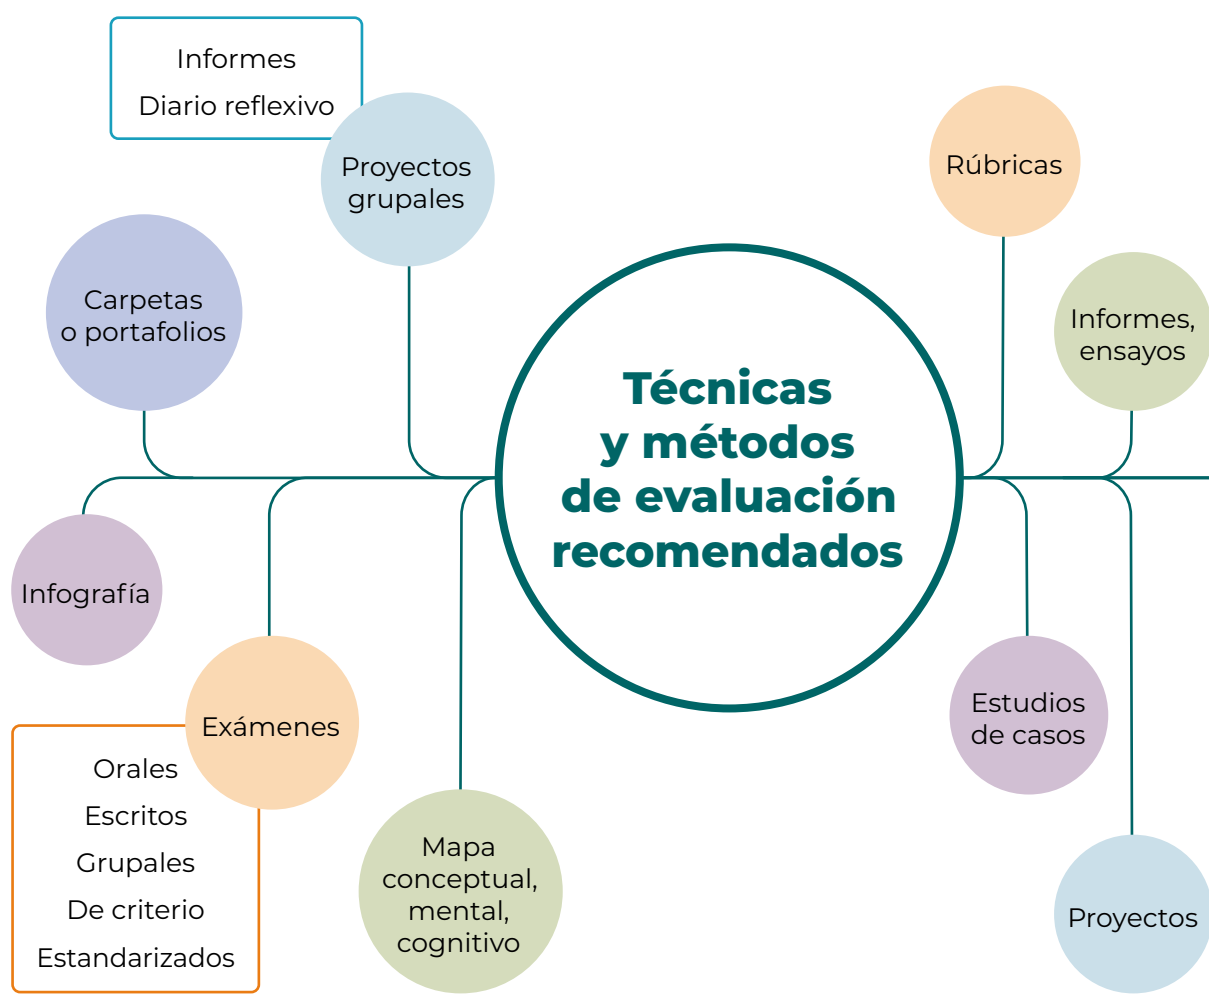 Informes
Diario reflexivo
Proyectos
grupales
Carpetas
o portafolios
Infografía
Exámenes
Orales
Escritos
Grupales
De criterio
Estandarizados
Mapa
conceptual,
mental,
cognitivo
Técnicas
y métodos
de evaluación
recomendados
Rúbricas
Informes,
ensayos
Estudios
de casos
Proyectos